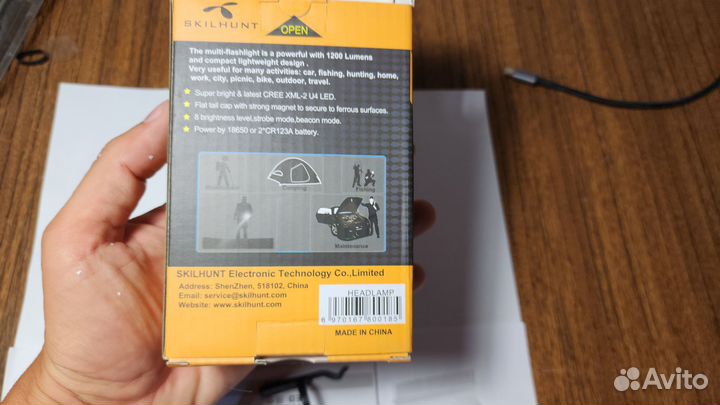 SKILHUNT
OPEN
The multi-flashlight is a powerful with 1200 Lumens
and compact lightweight design .
Very useful for many activities: car, fishing, hunting, home,
work, city, picnic, bike, outdoor, travel.
★ Super bright & latest CREE XML-2 U4 LED.
★ Flat tail cap with strong magnet to secure to ferrous surfaces.
★ 8 brightness level,strobe mode,beacon mode.
★ Power by 18650 or 2*CR123A battery.
Camping
Fishing
Maintenance
SKILHUNT Electronic Technology Co.,Limited
Address: ShenZhen, 518102, China
Email: service@skilhunt.com
Website: www.skilhunt.com
HEADLAMP
6 970167 600185
MADE IN CHINA
Avito